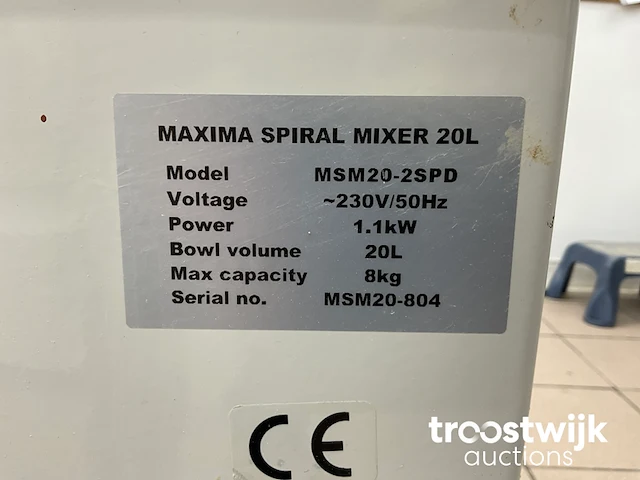 MAXIMA SPIRAL MIXER 20L
Model MSM20-2SPD
Voltage ~230V/50Hz
Power 1.1kW
Bowl volume 20L
Max capacity 8kg
Serial no. MSM20-804
CE
troostwijk
auctions